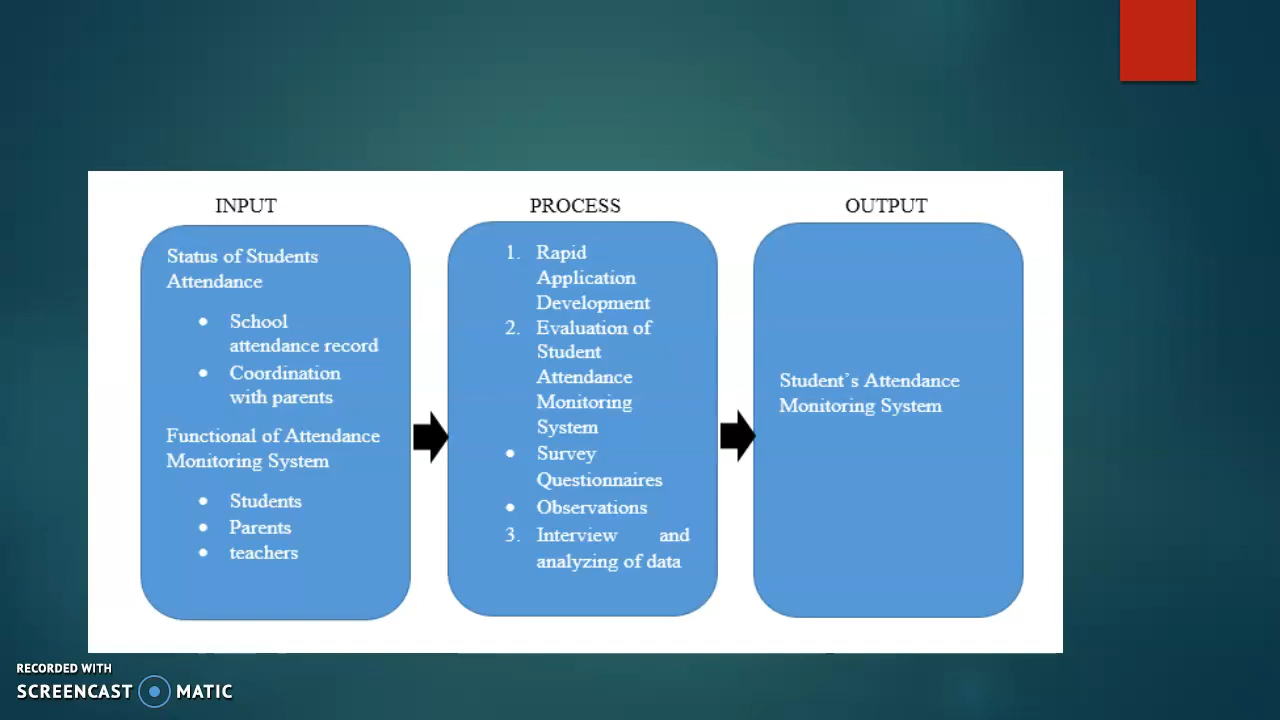 INPUT
Status of Students
Attendance
• School
attendance record
• Coordination
with parents
Functional of Attendance
Monitoring System
• Students
• Parents
• teachers
PROCESS
1. Rapid
Application
Development
2. Evaluation of
Student
Attendance
Monitoring
System
• Survey
Questionnaires
• Observations
3. Interview and
analyzing of data
OUTPUT
Student's Attendance
Monitoring System
RECORDED WITH
SCREENCAST MATIC